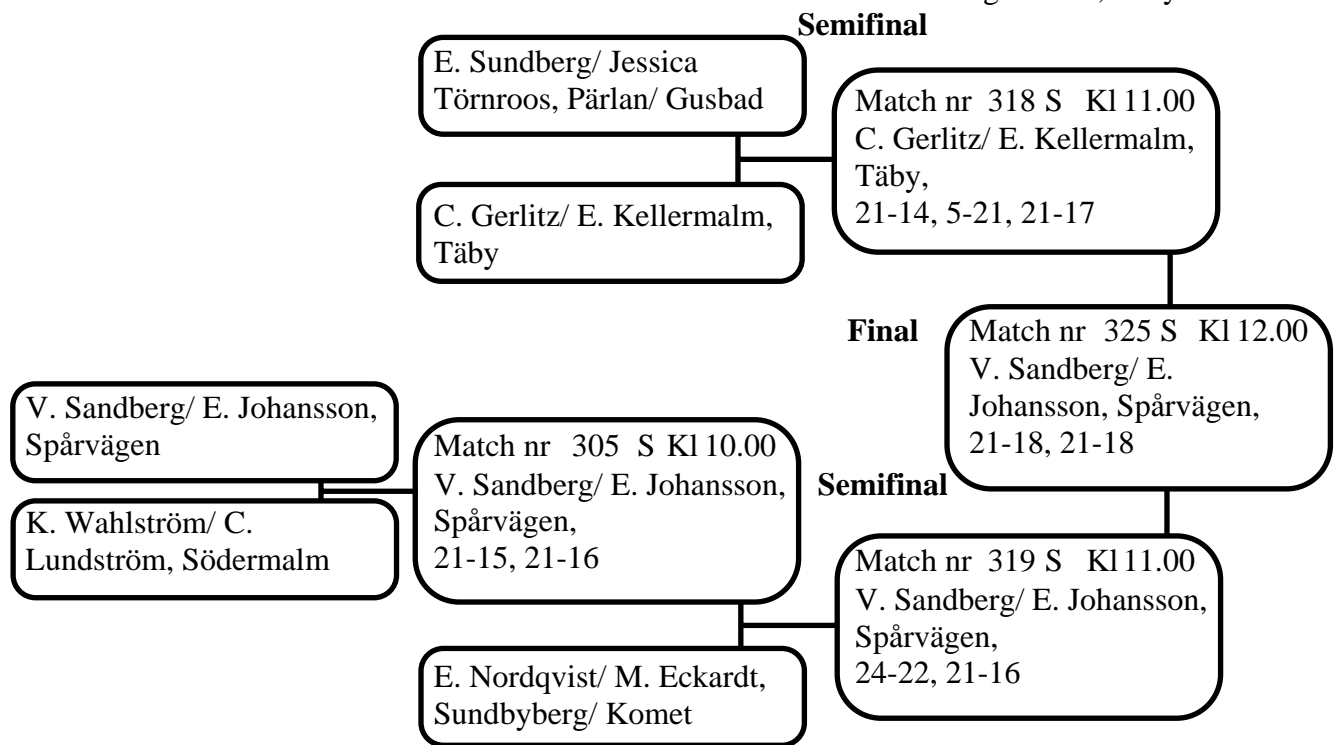 Semifinal
E. Sundberg/ Jessica
Törnroos, Pärlan/ Gusbad
Match nr 318 S Kl 11.00
C. Gerlitz/ E. Kellermalm,
Täby,
21-14, 5-21, 21-17
C. Gerlitz/ E. Kellermalm,
Täby
Final
Match nr 325 S Kl 12.00
V. Sandberg/ E.
Johansson, Spårvägen,
21-18, 21-18
V. Sandberg/ E. Johansson,
Spårvägen
Match nr 305 S Kl 10.00
V. Sandberg/ E. Johansson,
Spårvägen,
21-15, 21-16
K. Wahlström/ C.
Lundström, Södermalm
Semifinal
Match nr 319 S Kl 11.00
V. Sandberg/ E. Johansson,
Spårvägen,
24-22, 21-16
E. Nordqvist/ M. Eckardt,
Sundbyberg/ Komet